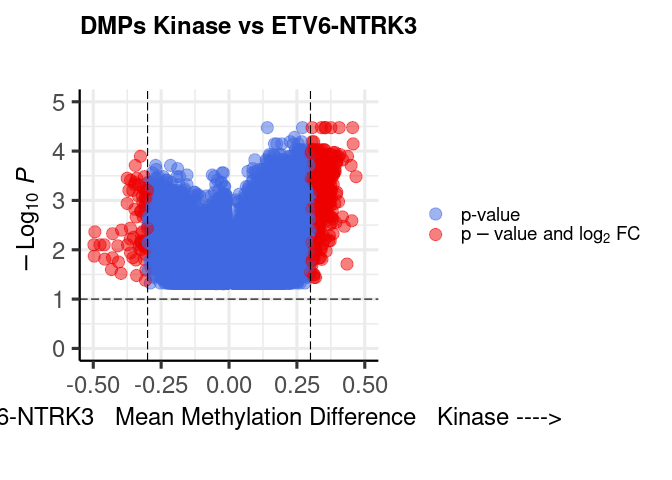 DMPs Kinase vs ETV6-NTRK3
− Log₁₀ P
5
4
3
2
1
0
-0.50 -0.25 0.00 0.25 0.50
6-NTRK3 Mean Methylation Difference Kinase ---->
p-value
p − value and log₂ FC